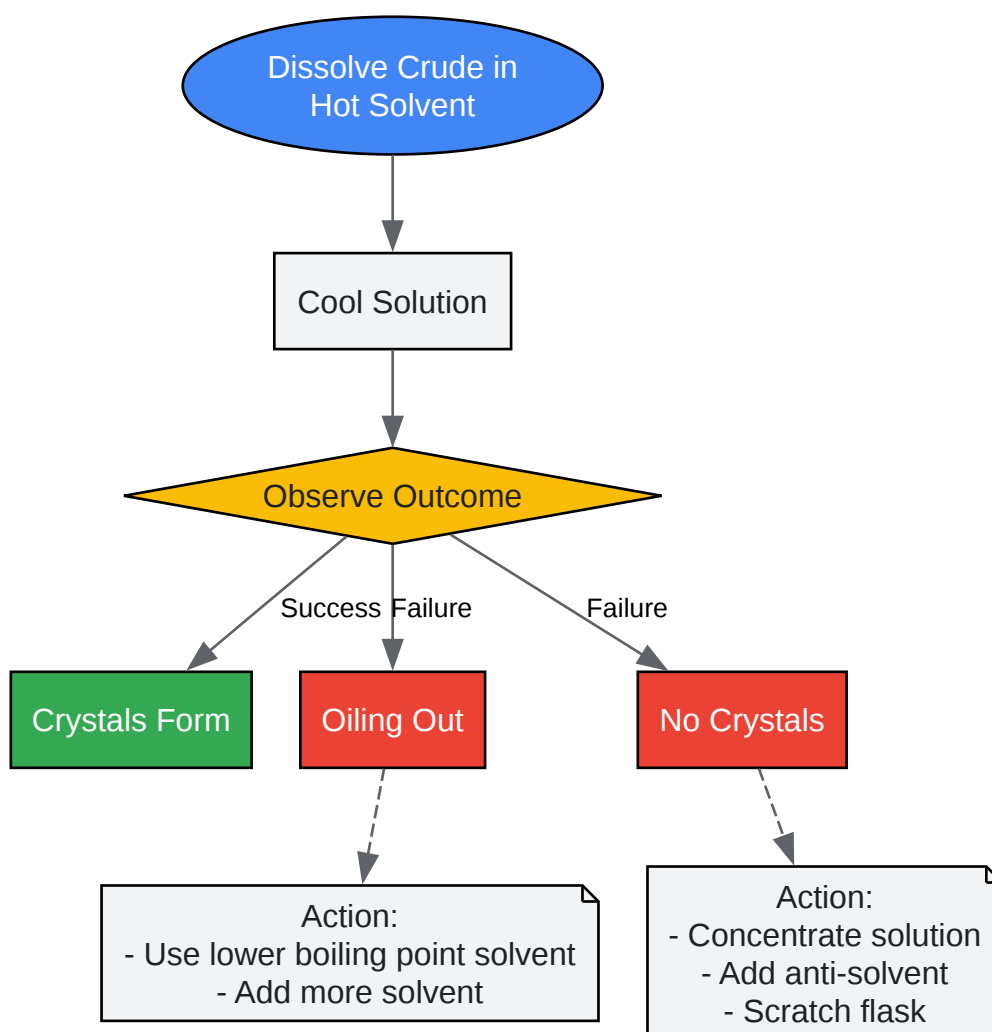 Dissolve Crude in
Hot Solvent
Cool Solution
Observe Outcome
Success
Failure
Failure
Crystals Form
Oiling Out
No Crystals
Action:
- Use lower boiling point solvent
- Add more solvent
Action:
- Concentrate solution
- Add anti-solvent
- Scratch flask